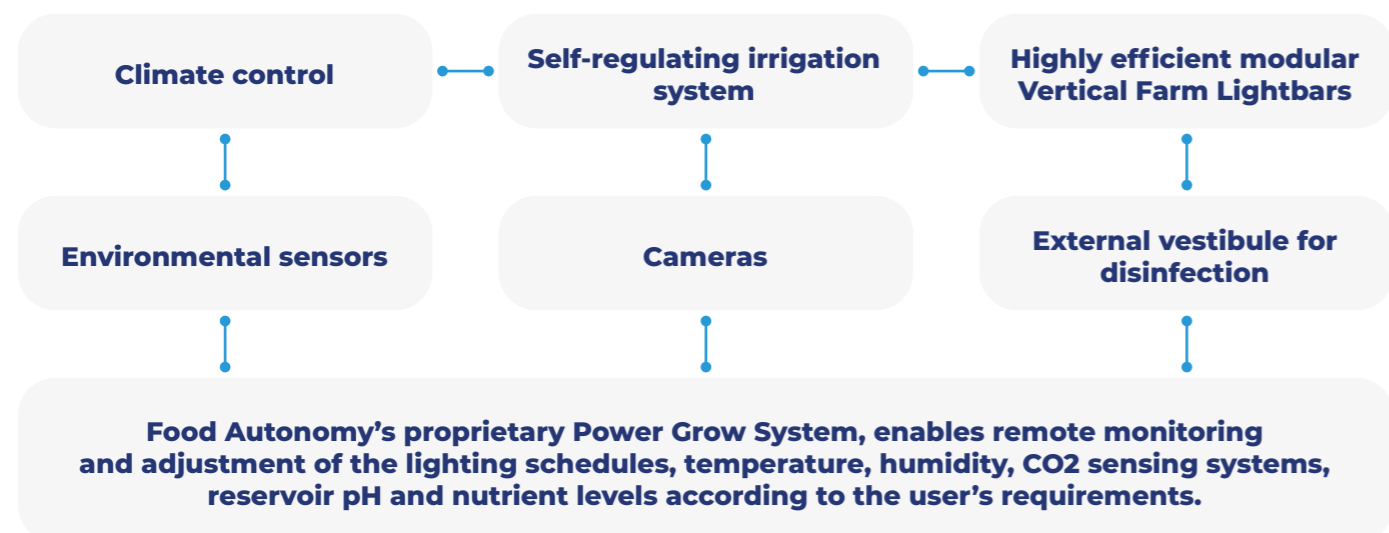 Climate control
Self-regulating irrigation
system
Highly efficient modular
Vertical Farm Lightbars
Environmental sensors
Cameras
External vestibule for
disinfection
Food Autonomy’s proprietary Power Grow System, enables remote monitoring
and adjustment of the lighting schedules, temperature, humidity, CO2 sensing systems,
reservoir pH and nutrient levels according to the user’s requirements.